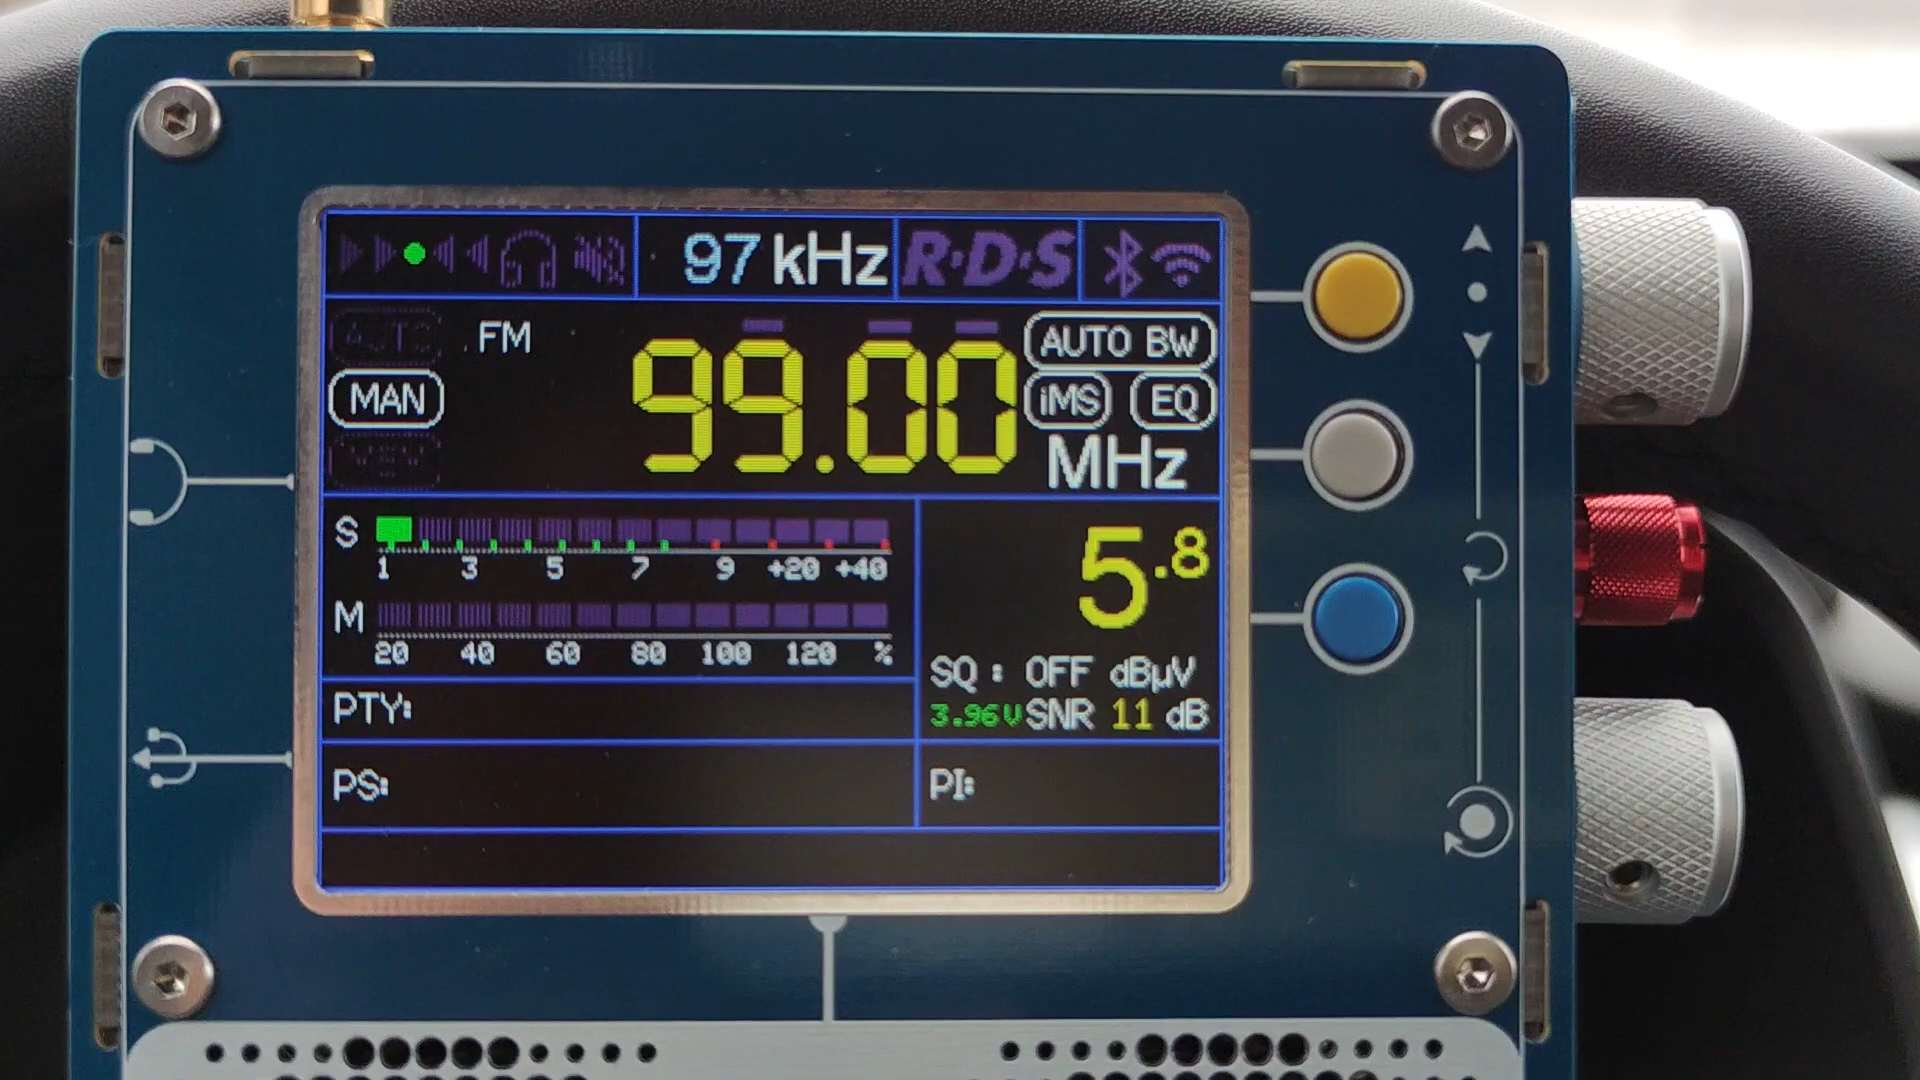 97 kHz R·D·S
AUTO FM 99.00 AUTO BW
MAN iMS EQ
MHz
S 1 3 5 7 9 +20 +40
5.8
M 20 40 60 80 100 120 %
SQ : OFF dBµV
3.96V SNR 11 dB
PTY:
PS: PI: